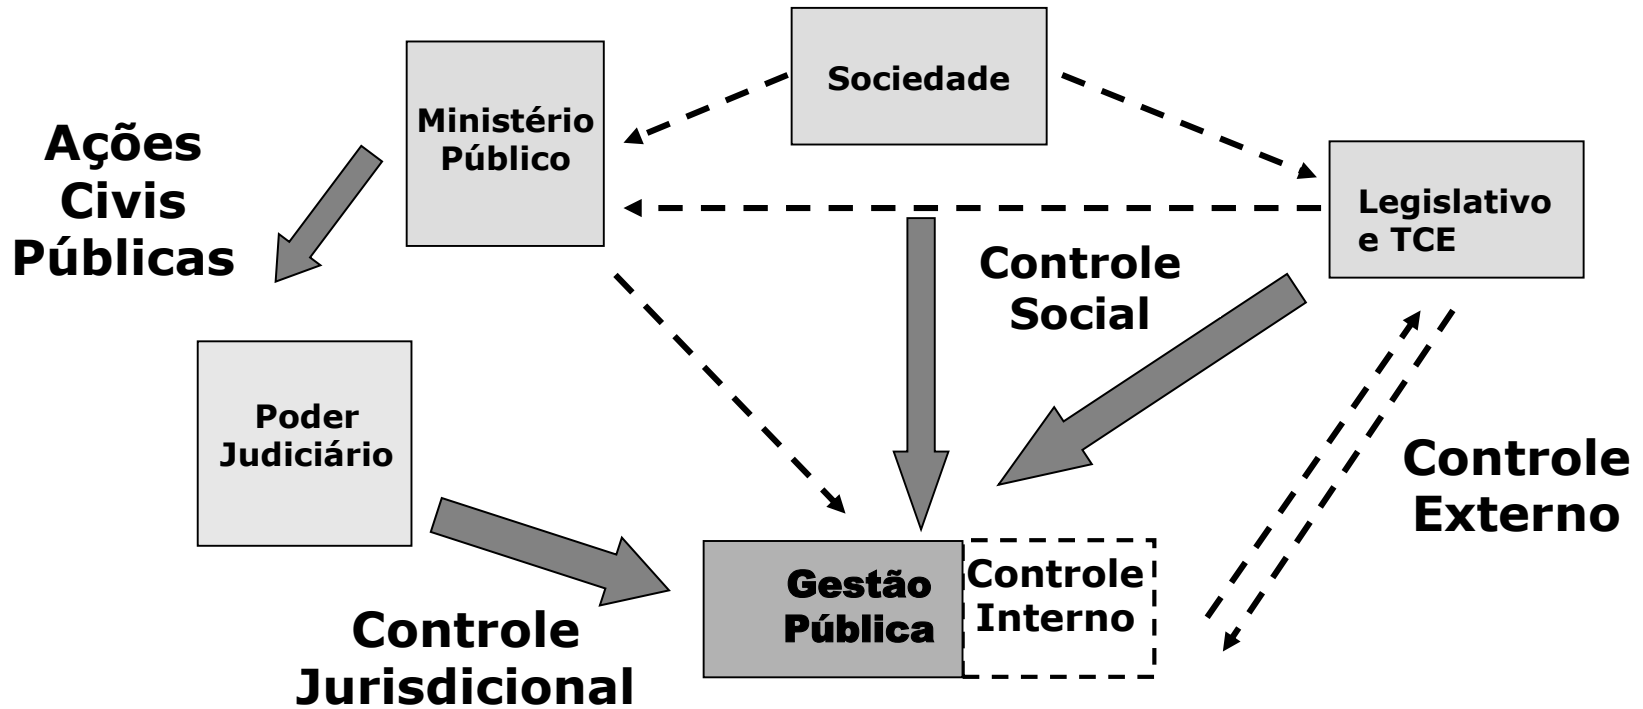 Sociedade
Ministério
Público
Ações
Civis
Públicas
Legislativo
e TCE
Controle
Social
Poder
Judiciário
Controle
Externo
Gestão
Pública
Controle
Interno
Controle
Jurisdicional